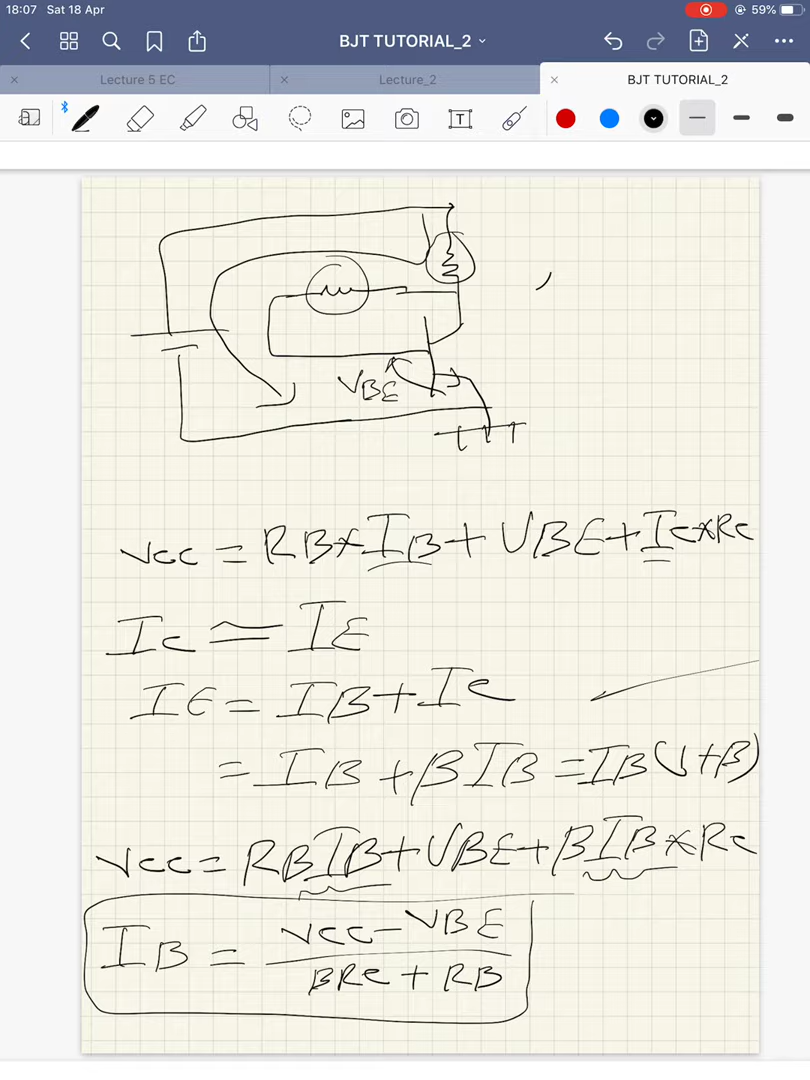 18:07 Sat 18 Apr 59%
BJT TUTORIAL_2
Lecture 5 EC Lecture_2 BJT TUTORIAL_2
T
VBE
VCC = RB×IB + VBE + IC×RC
IC ≃ IE
IE = IB + IC
= IB + βIB = IB(1+β)
VCC = RBIB + VBE + βIB×RC
IB = VCC - VBE / βRC + RB